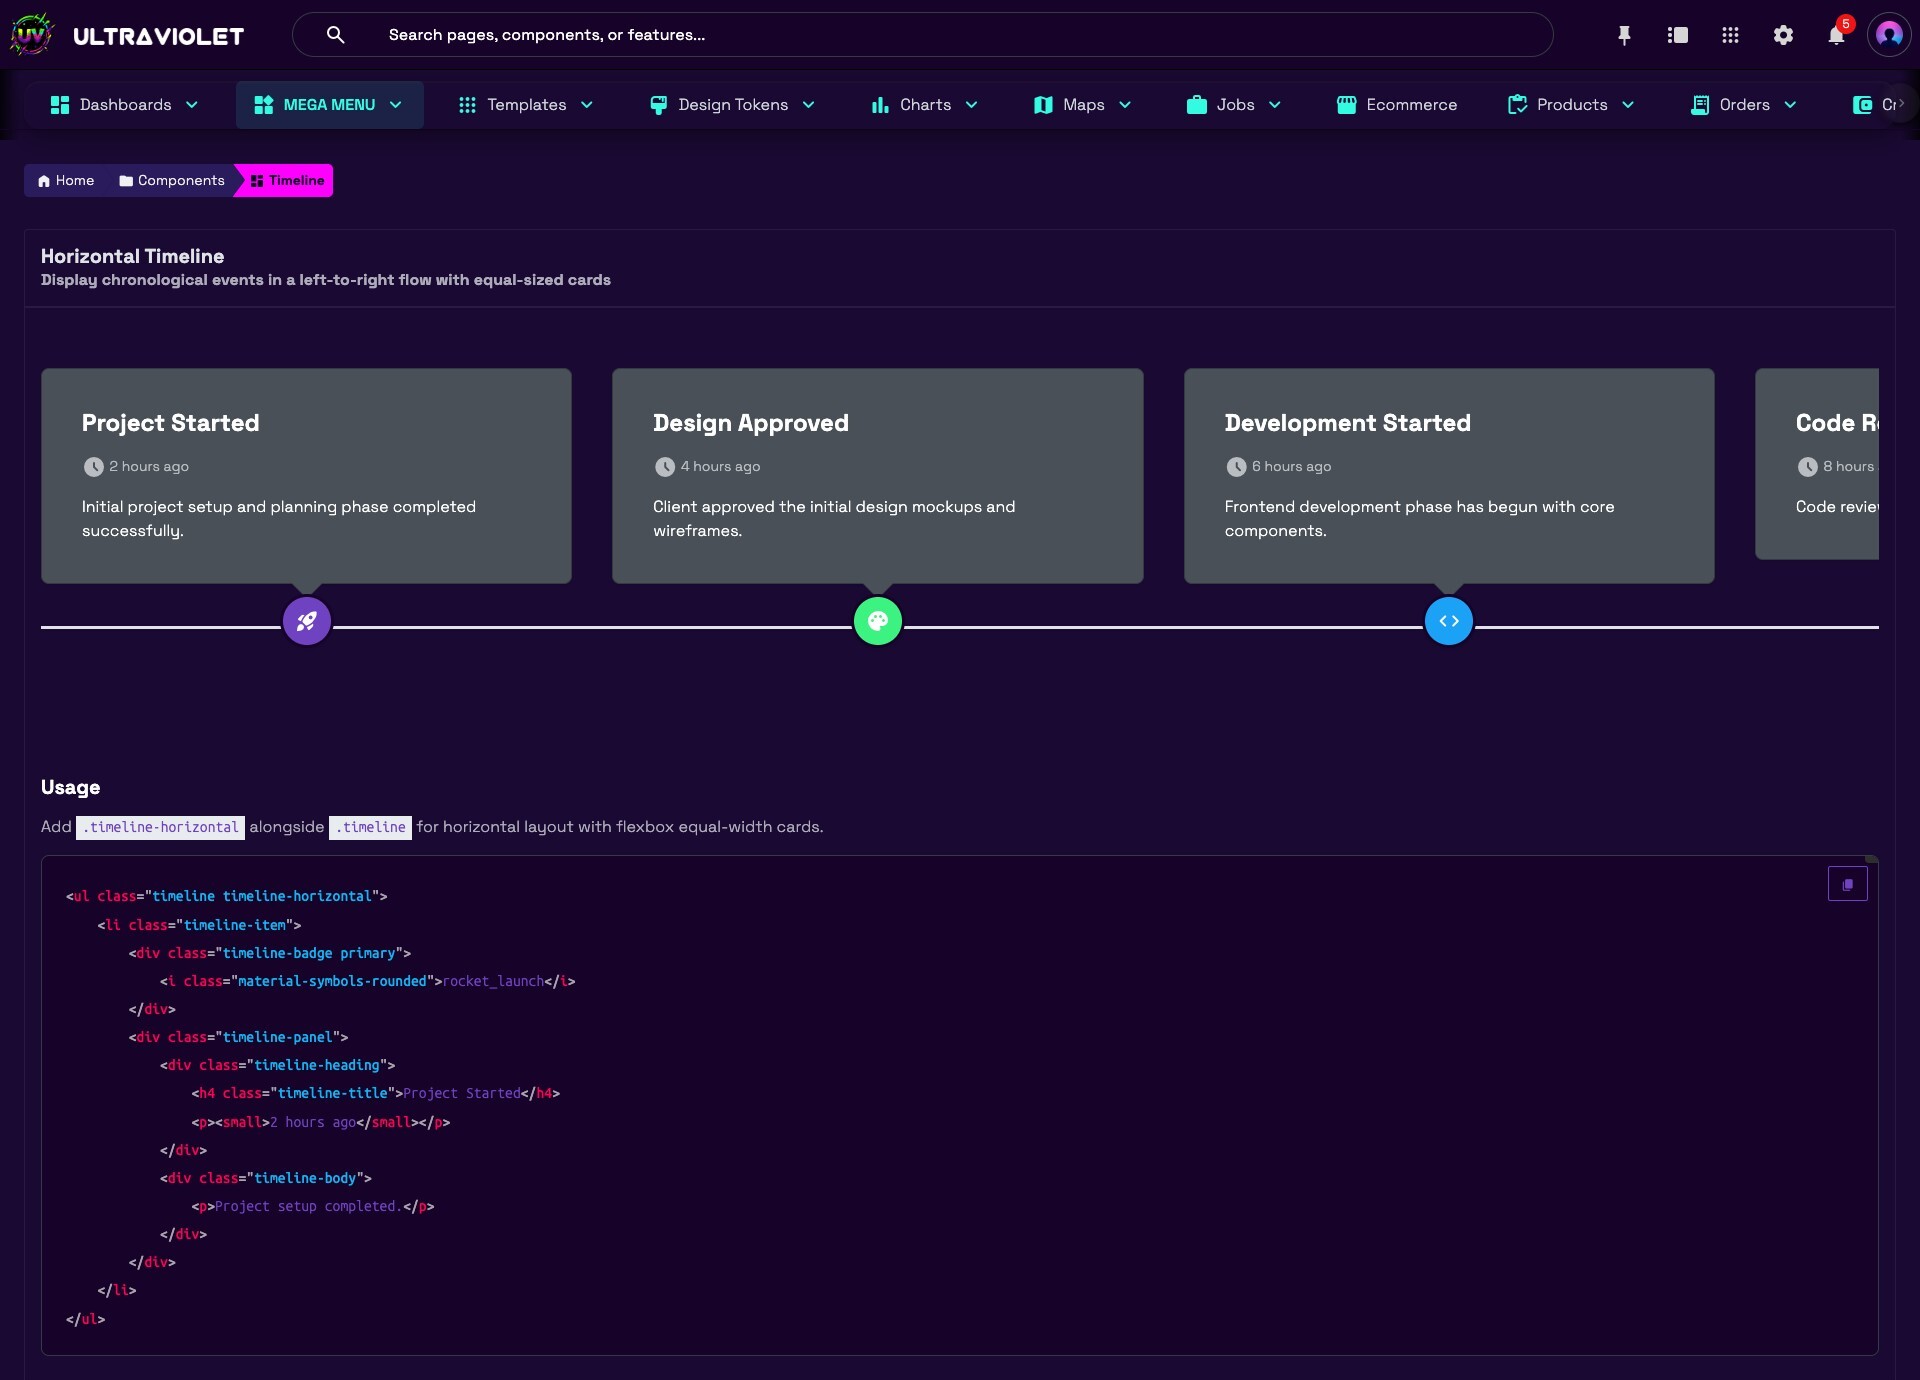 UV ULTRAVIOLET
Search pages, components, or features...
5
Dashboards
MEGA MENU
Templates
Design Tokens
Charts
Maps
Jobs
Ecommerce
Products
Orders
Home
Components
Timeline
Horizontal Timeline
Display chronological events in a left-to-right flow with equal-sized cards
Project Started
2 hours ago
Initial project setup and planning phase completed
successfully.
Design Approved
4 hours ago
Client approved the initial design mockups and
wireframes.
Development Started
6 hours ago
Frontend development phase has begun with core
components.
Code
8 hours
Code
Usage
Add .timeline-horizontal alongside .timeline for horizontal layout with flexbox equal-width cards.
<ul class="timeline timeline-horizontal">
<li class="timeline-item">
<div class="timeline-badge primary">
<i class="material-symbols-rounded">rocket_launch</i>
</div>
<div class="timeline-panel">
<div class="timeline-heading">
<h4 class="timeline-title">Project Started</h4>
<p><small>2 hours ago</small></p>
</div>
<div class="timeline-body">
<p>Project setup completed.</p>
</div>
</div>
</li>
</ul>